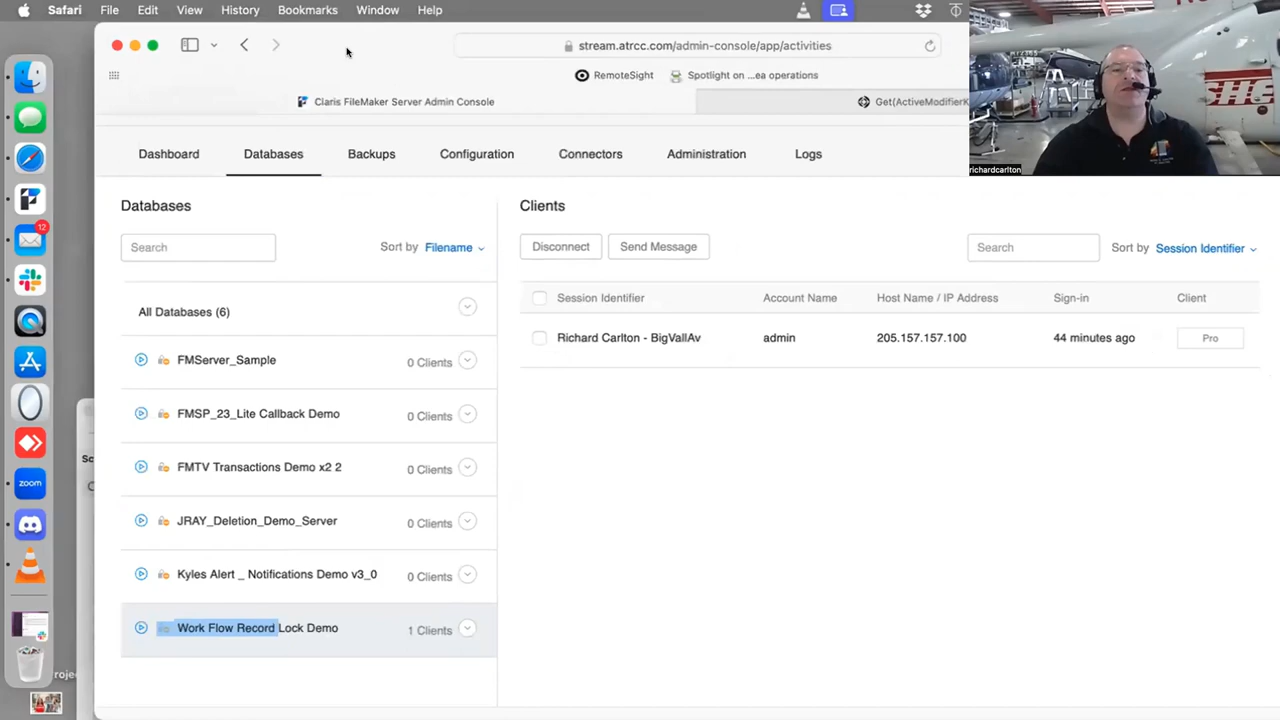 Safari File Edit View History Bookmarks Window Help
stream.atrcc.com/admin-console/app/activities
RemoteSight Spotlight on ...ea operations
Claris FileMaker Server Admin Console
Get(ActiveModifierK
Dashboard Databases Backups Configuration Connectors Administration Logs
richardcarlton
Databases
Search
Sort by Filename
All Databases (6)
FMServer_Sample 0 Clients
FMSP_23_Lite Callback Demo 0 Clients
FMTV Transactions Demo x2 2 0 Clients
JRAY_Deletion_Demo_Server 0 Clients
Kyles Alert _ Notifications Demo v3_0 0 Clients
Work Flow Record Lock Demo 1 Clients
Clients
Disconnect Send Message
Search
Sort by Session Identifier
Session Identifier Account Name Host Name / IP Address Sign-in Client
Richard Carlton - BigVallAv admin 205.157.157.100 44 minutes ago Pro
12
zoom